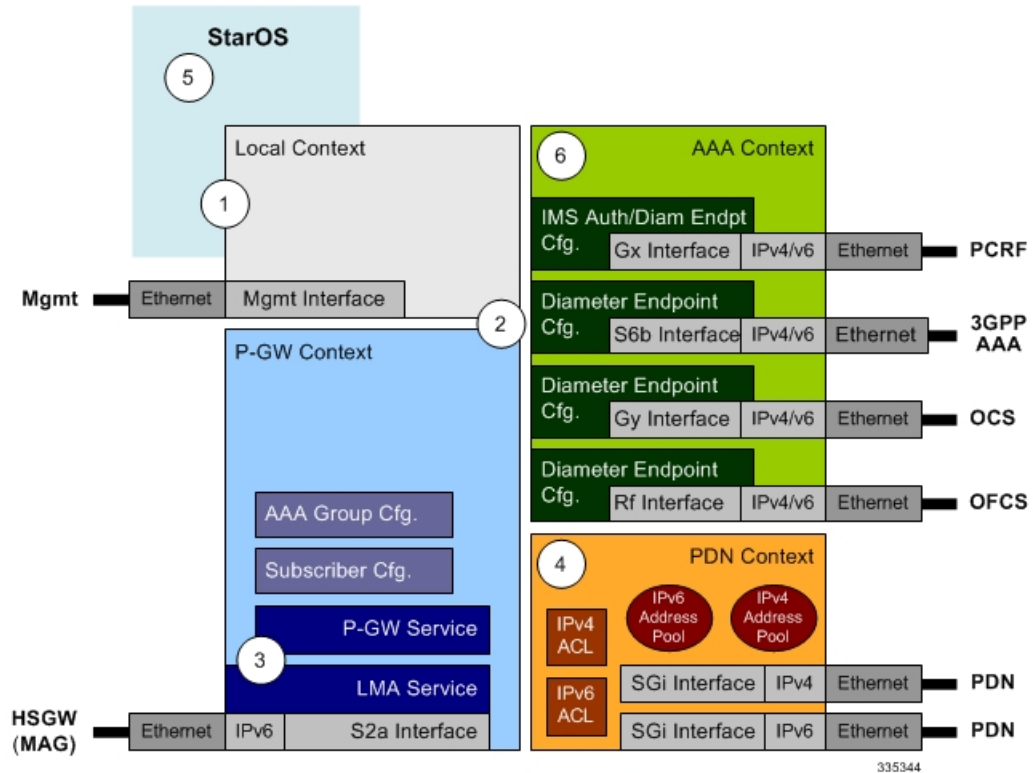 StarOS
5
Local Context
1
Mgmt
Ethernet
Mgmt Interface
2
P-GW Context
AAA Group Cfg.
Subscriber Cfg.
P-GW Service
3
LMA Service
HSGW
(MAG)
Ethernet
IPv6
S2a Interface
6
AAA Context
IMS Auth/Diam Endpt
Cfg.
Gx Interface
IPv4/v6
Ethernet
PCRF
Diameter Endpoint
Cfg.
S6b Interface
IPv4/v6
Ethernet
3GPP
AAA
Diameter Endpoint
Cfg.
Gy Interface
IPv4/v6
Ethernet
OCS
Diameter Endpoint
Cfg.
Rf Interface
IPv4/v6
Ethernet
OFCS
4
PDN Context
IPv6
Address
Pool
IPv4
Address
Pool
IPv4
ACL
IPv6
ACL
SGi Interface
IPv4
Ethernet
PDN
SGi Interface
IPv6
Ethernet
PDN
335344